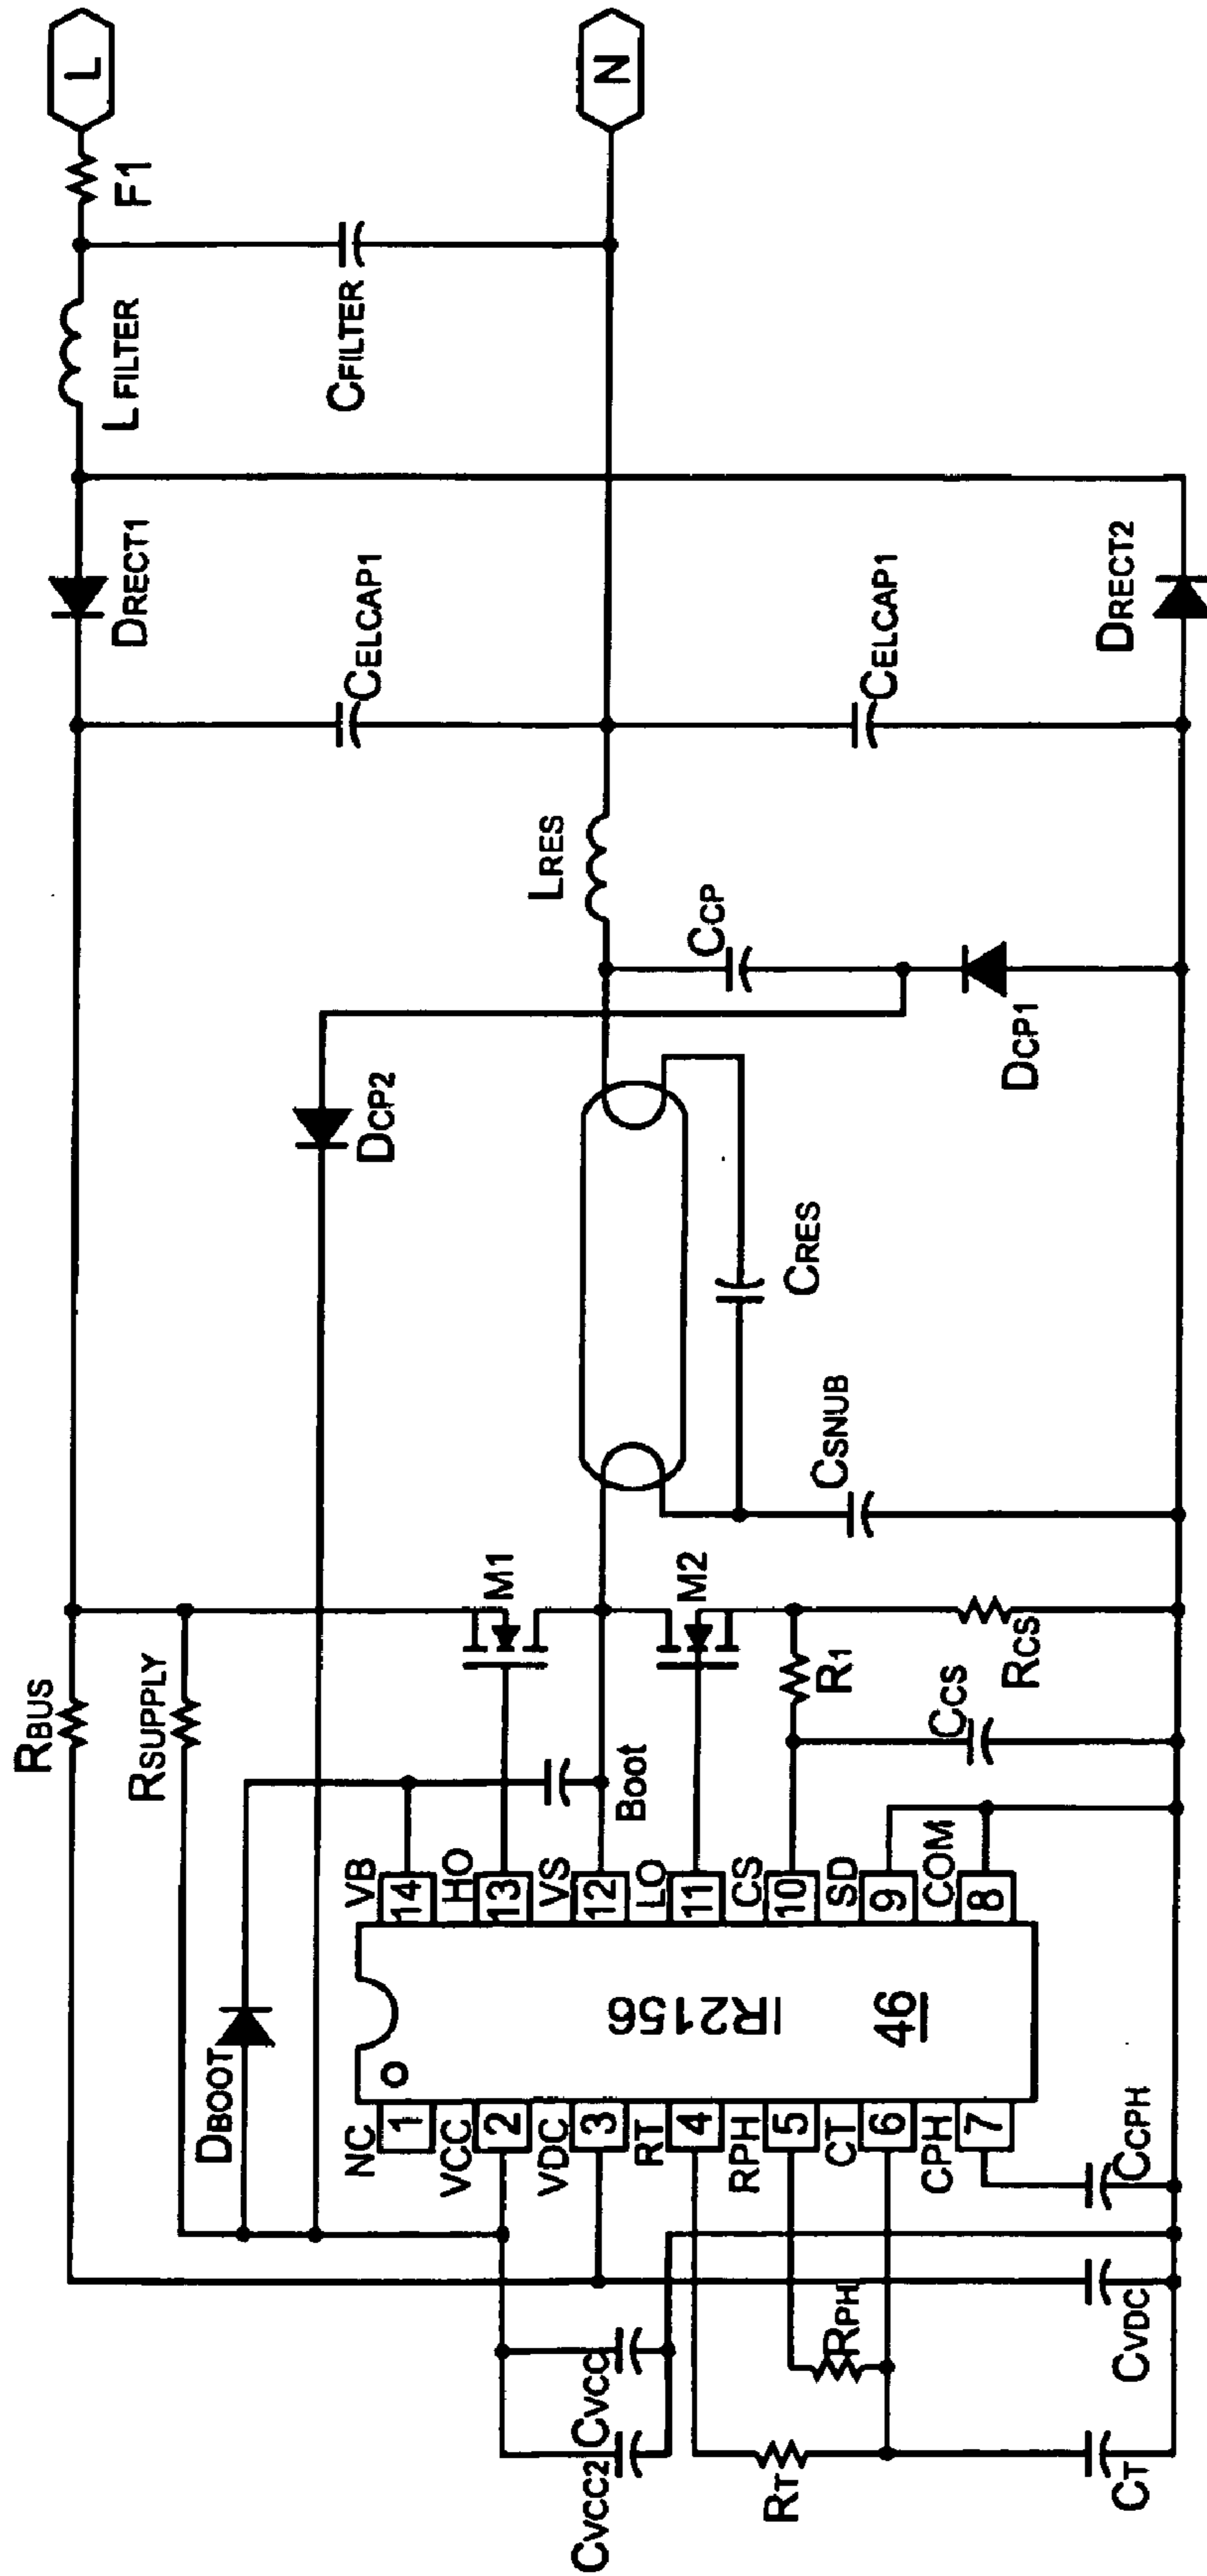 L
F1
LFILTER
CFILTER
N
DRECT1
CELCAP1
CELCAP1
DRECT2
LRES
CCP
DCP1
DCP2
CRES
CSNUB
RBUS
RSUPPLY
M1
M2
R1
RCS
CCS
Boot
DBOOT
VB
14
HO
13
VS
12
LO
11
CS
10
SD
9
COM
8
IR2156
46
NC
1
VCC
2
VDC
3
RT
4
RPH
5
CT
6
CPH
7
CCPH
CVDC
RPH
CVCC
CVCC2
RT
CT